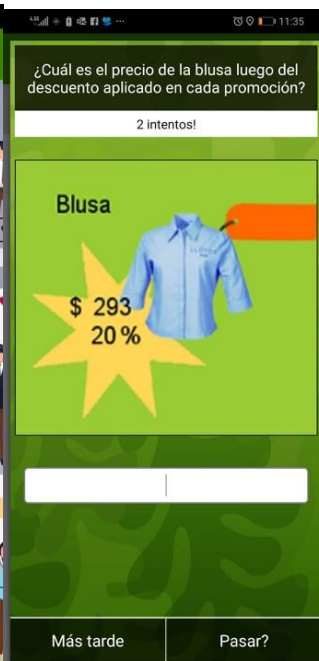 11:35
¿Cuál es el precio de la blusa luego del
descuento aplicado en cada promoción?
2 intentos!
Blusa
$ 293
20 %
Más tarde
Pasar?